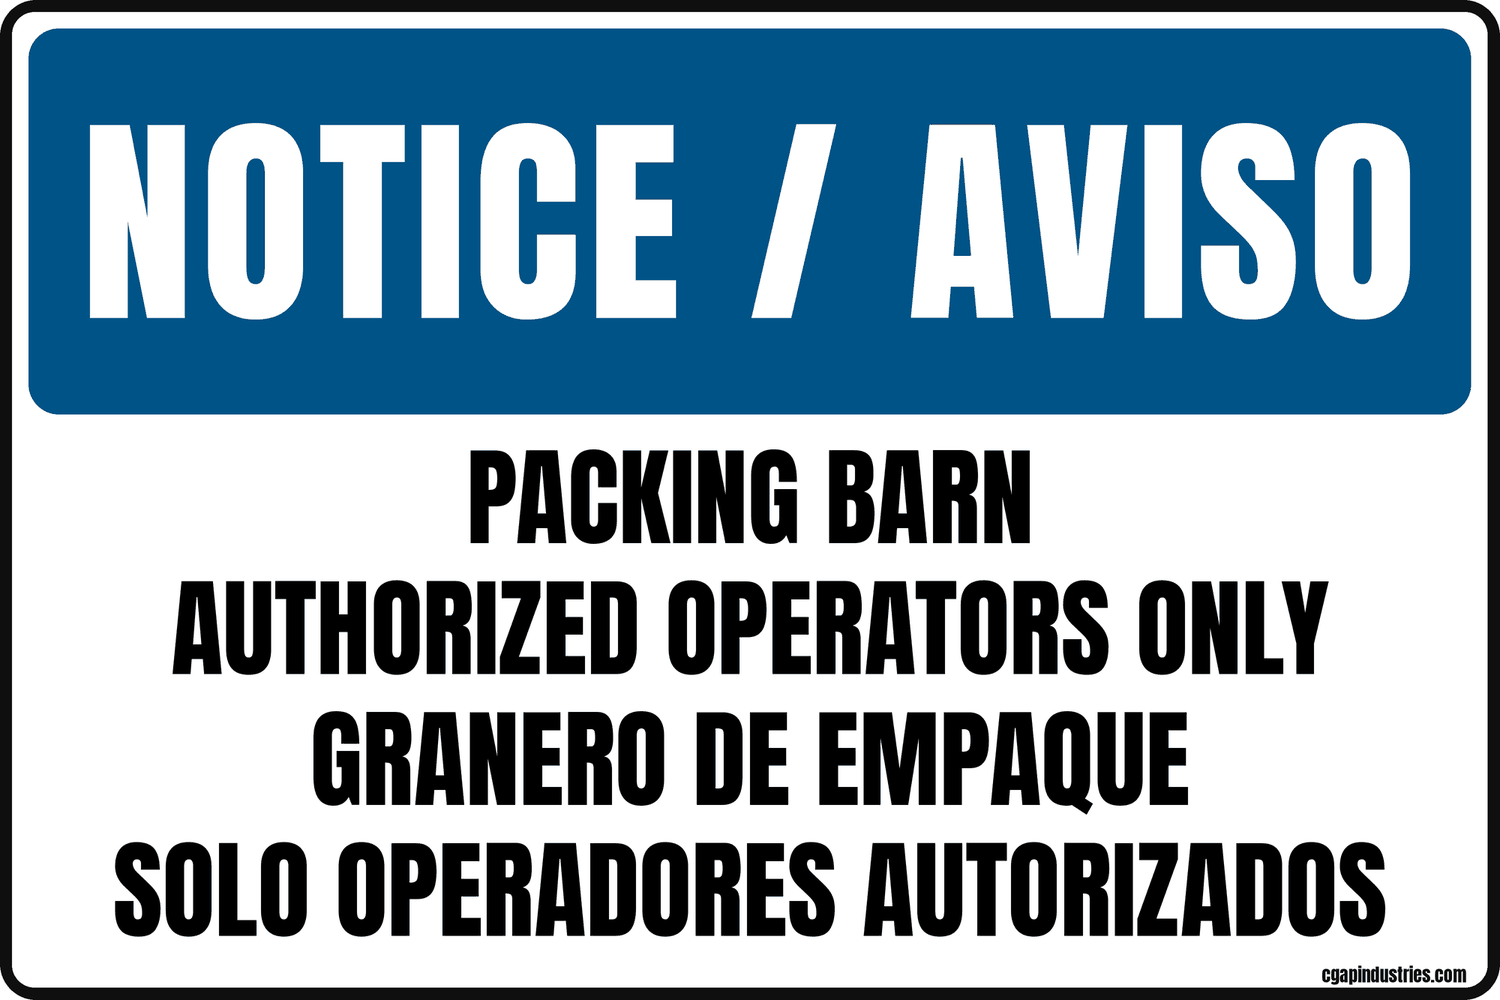 NOTICE / AVISO
PACKING BARN
AUTHORIZED OPERATORS ONLY
GRANERO DE EMPAQUE
SOLO OPERADORES AUTORIZADOS
cgapindustries.com